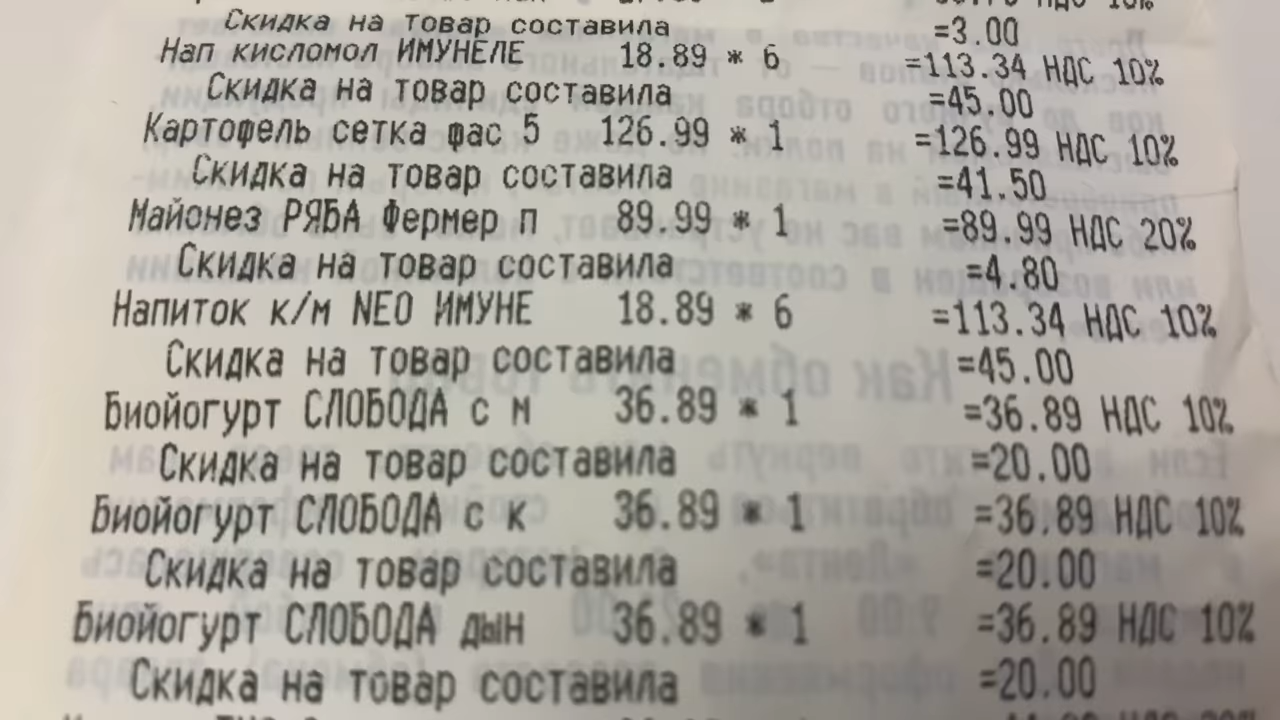 Скидка на товар составила =3.00
Нап кисломол ИМУНЕЛЕ 18.89 * 6 =113.34 НДС 10%
Скидка на товар составила =45.00
Картофель сетка фас 5 126.99 * 1 =126.99 НДС 10%
Скидка на товар составила =41.50
Майонез РЯБА Фермер п 89.99 * 1 =89.99 НДС 20%
Скидка на товар составила =4.80
Напиток к/м NEO ИМУНЕ 18.89 * 6 =113.34 НДС 10%
Скидка на товар составила =45.00
Биойогурт СЛОБОДА с м 36.89 * 1 =36.89 НДС 10%
Скидка на товар составила =20.00
Биойогурт СЛОБОДА с к 36.89 * 1 =36.89 НДС 10%
Скидка на товар составила =20.00
Биойогурт СЛОБОДА дын 36.89 * 1 =36.89 НДС 10%
Скидка на товар составила =20.00